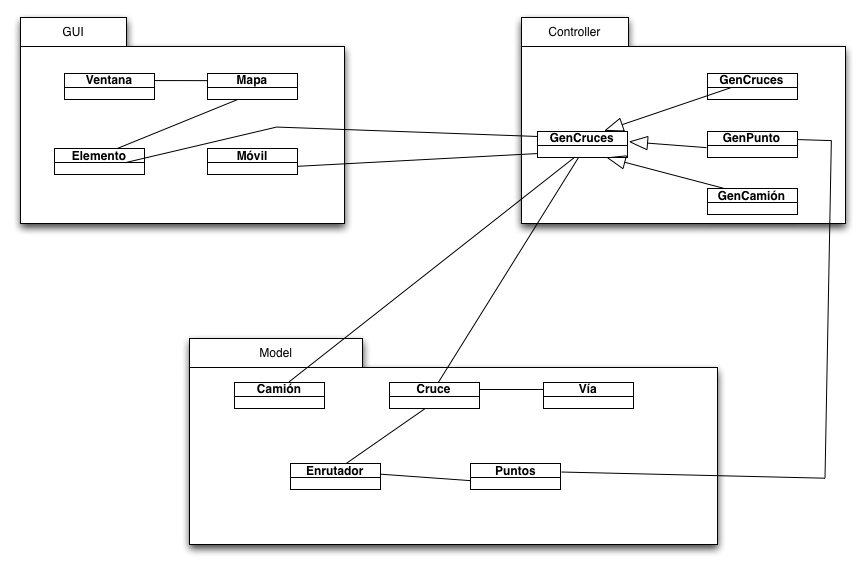 GUI
Ventana
Mapa
Elemento
Móvil
Controller
GenCruces
GenCruces
GenPunto
GenCamión
Model
Camión
Cruce
Vía
Enrutador
Puntos